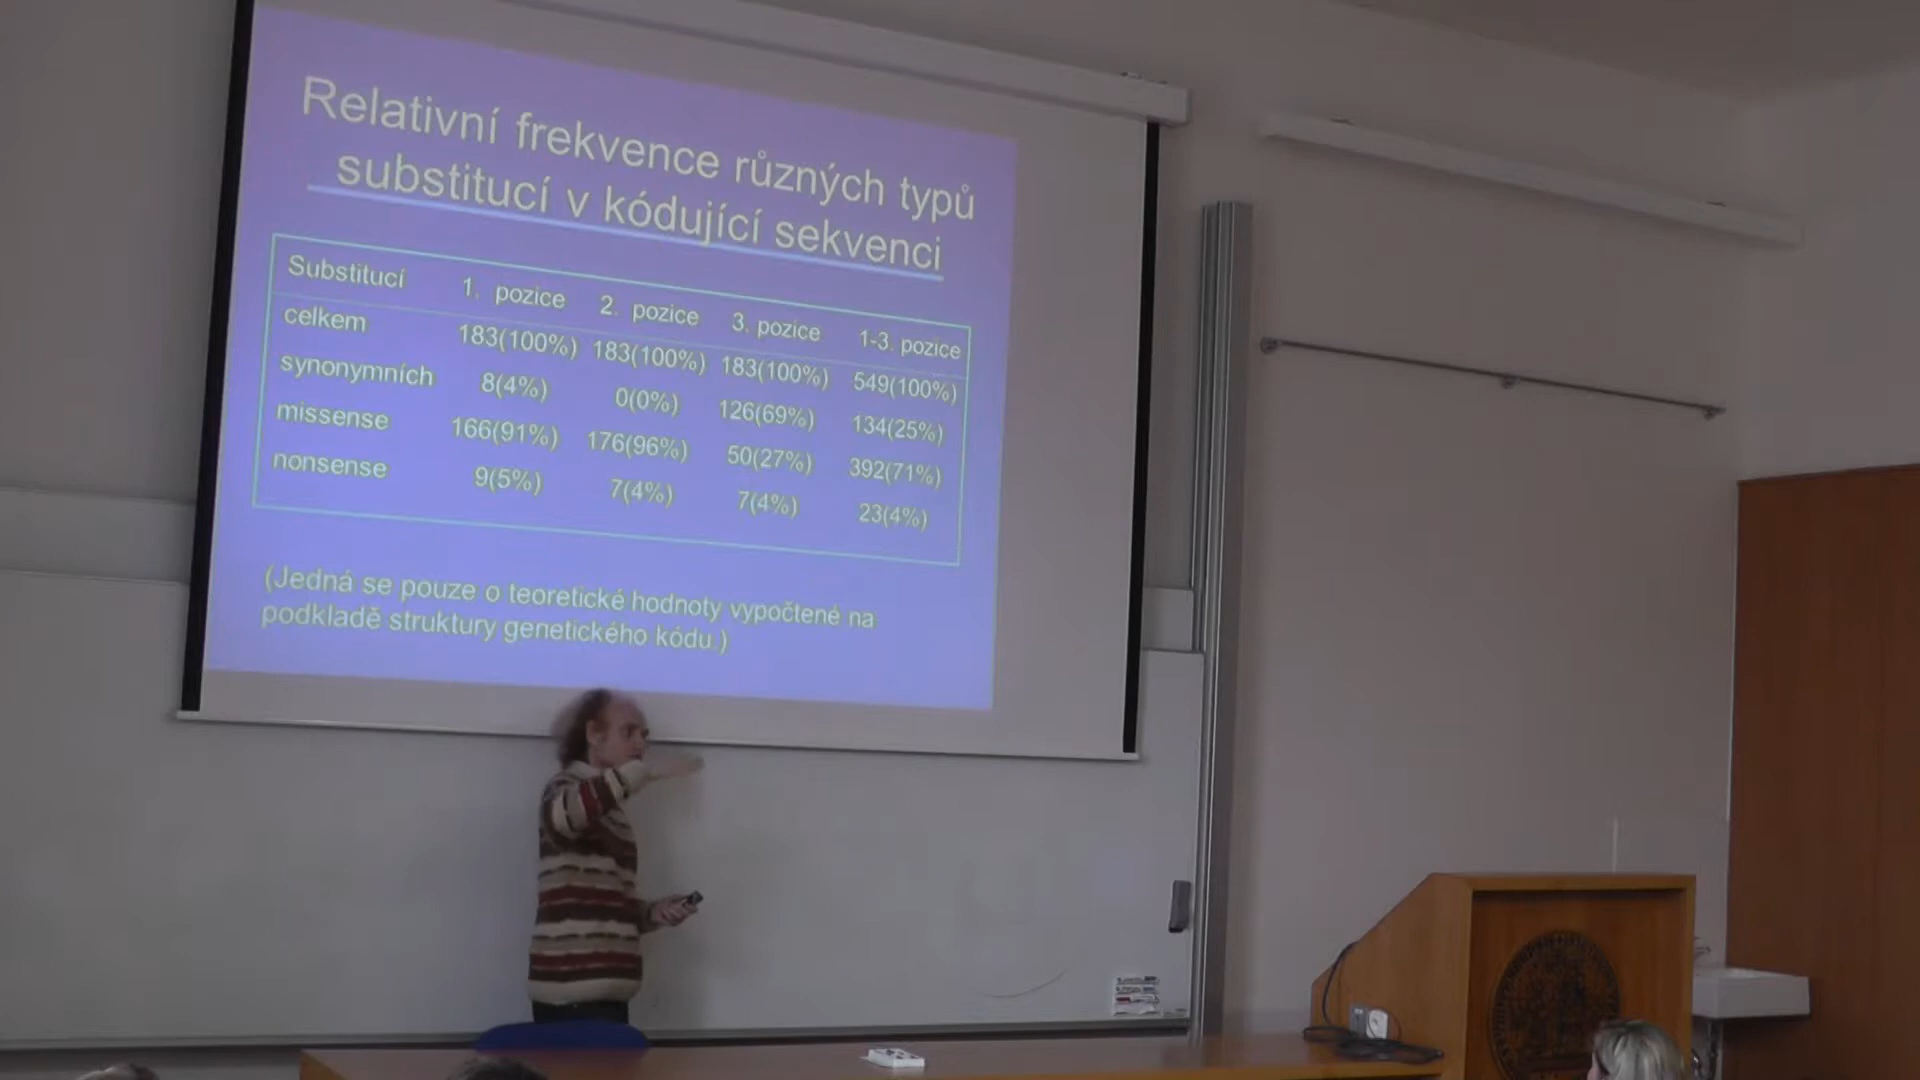 Relativní frekvence různých typů
substitucí v kódující sekvenci
Substitucí 1. pozice 2. pozice 3. pozice 1-3. pozice
celkem 183(100%) 183(100%) 183(100%) 549(100%)
synonymních 8(4%) 0(0%) 126(69%) 134(25%)
missense 166(91%) 176(96%) 50(27%) 392(71%)
nonsense 9(5%) 7(4%) 7(4%) 23(4%)
(Jedná se pouze o teoretické hodnoty vypočtené na
podkladě struktury genetického kódu.)